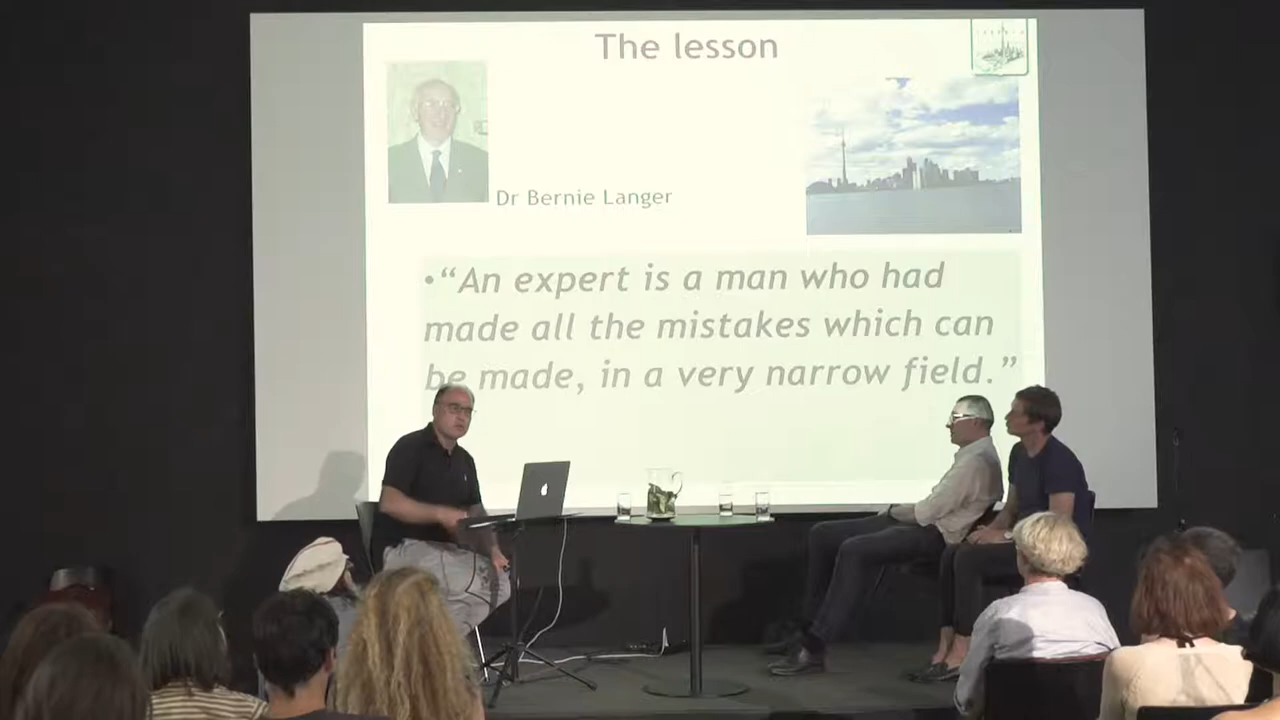 The lesson
Dr Bernie Langer
•“An expert is a man who had
made all the mistakes which can
be made, in a very narrow field.”